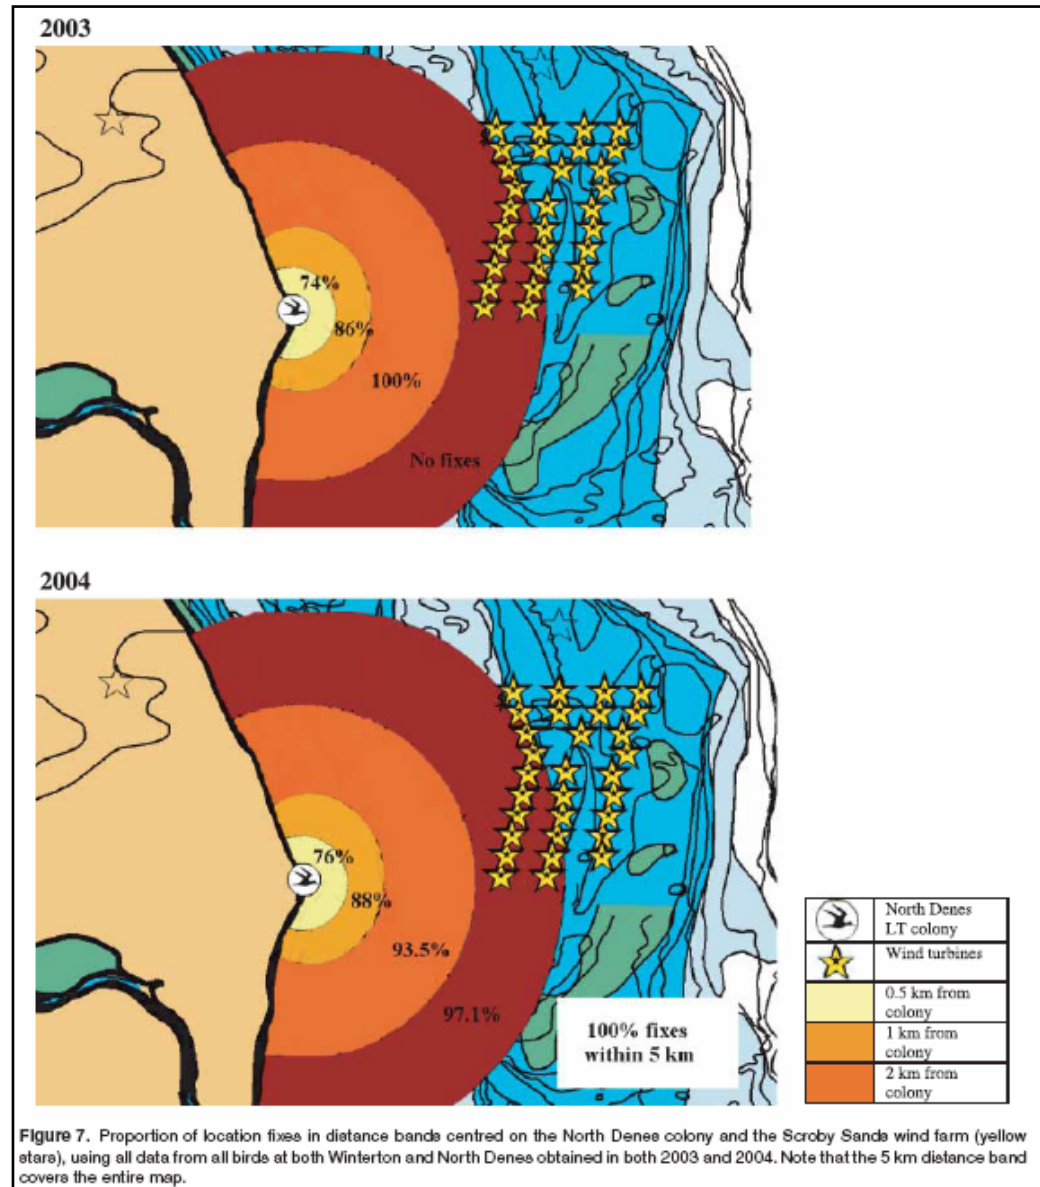 2003
74%
86%
100%
No fixes
2004
76%
88%
93.5%
97.1%
100% fixes
within 5 km
North Denes
LT colony
Wind turbines
0.5 km from
colony
1 km from
colony
2 km from
colony
Figure 7. Proportion of location fixes in distance bands centred on the North Denes colony and the Scroby Sands wind farm (yellow
stars), using all data from all birds at both Winterton and North Denes obtained in both 2003 and 2004. Note that the 5 km distance band
covers the entire map.